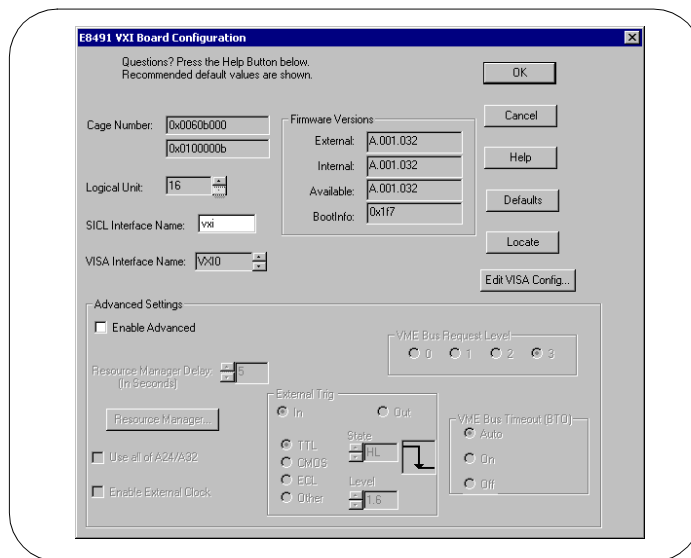 E8491 VXI Board Configuration
Questions? Press the Help Button below.
Recommended default values are shown.
OK
Cage Number: 0x0060b000
0x0100000b
Firmware Versions
External: A.001.032
Internal: A.001.032
Available: A.001.032
BootInfo: 0x1f7
Cancel
Help
Logical Unit: 16
Defaults
SICL Interface Name: vxi
Locate
VISA Interface Name: VXI0
Edit VISA Config...
Advanced Settings
Enable Advanced
VME Bus Request Level
0 1 2 3
Resource Manager Delay: 5
(In Seconds)
Resource Manager...
Use all of A24/A32
Enable External Clock
External Trig
In Out
TTL
CMOS
ECL
Other
State
HL
Level
1.6
VME Bus Timeout (BTO)
Auto
On
Off